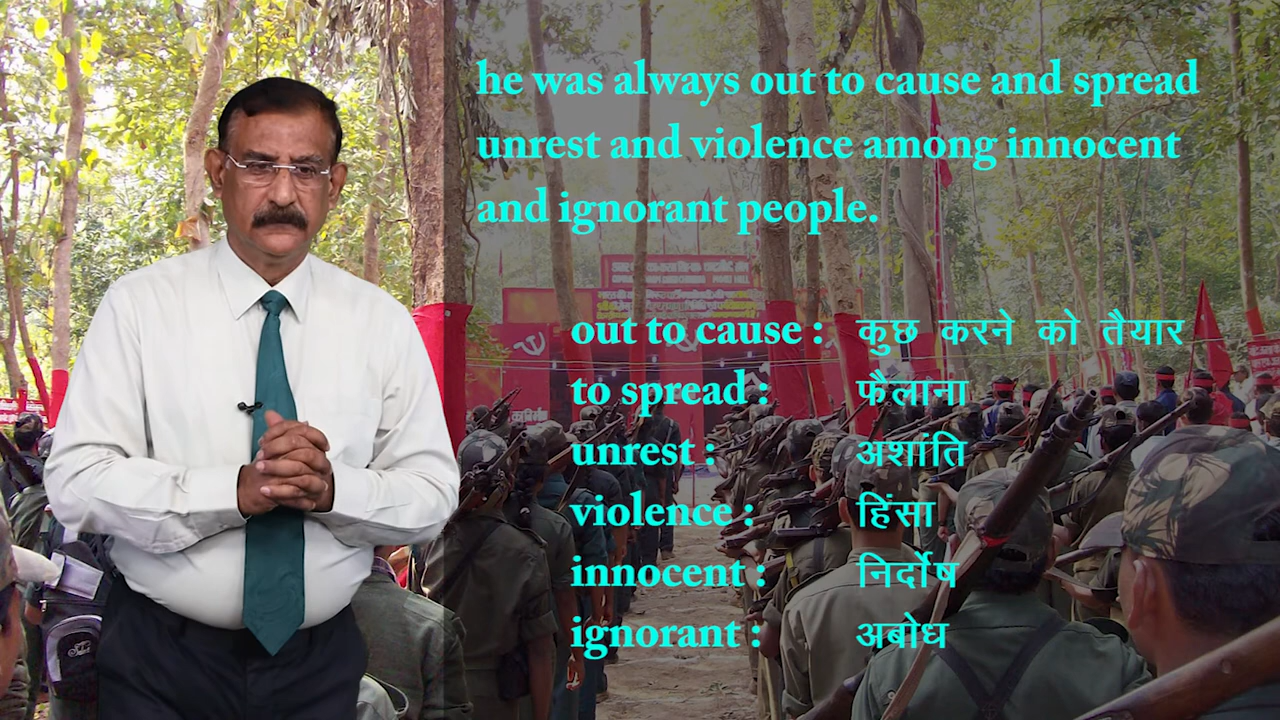 he was always out to cause and spread
unrest and violence among innocent
and ignorant people.
out to cause : कुछ करने को तैयार
to spread : फैलाना
unrest : अशांति
violence : हिंसा
innocent : निर्दोष
ignorant : अबोध